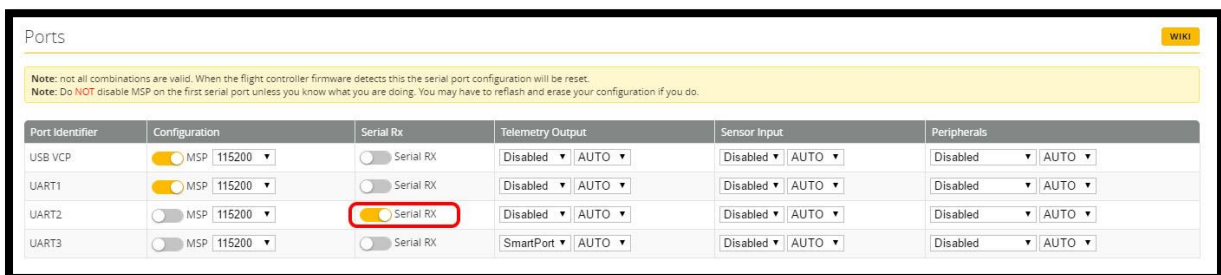 Ports
WIKI
Note: not all combinations are valid. When the flight controller firmware detects this the serial port configuration will be reset.
Note: Do NOT disable MSP on the first serial port unless you know what you are doing. You may have to reflash and erase your configuration if you do.
Port Identifier Configuration Serial Rx Telemetry Output Sensor Input Peripherals
USB VCP MSP 115200 Serial RX Disabled AUTO Disabled AUTO Disabled AUTO
UART1 MSP 115200 Serial RX Disabled AUTO Disabled AUTO Disabled AUTO
UART2 MSP 115200 Serial RX Disabled AUTO Disabled AUTO Disabled AUTO
UART3 MSP 115200 Serial RX SmartPort AUTO Disabled AUTO Disabled AUTO